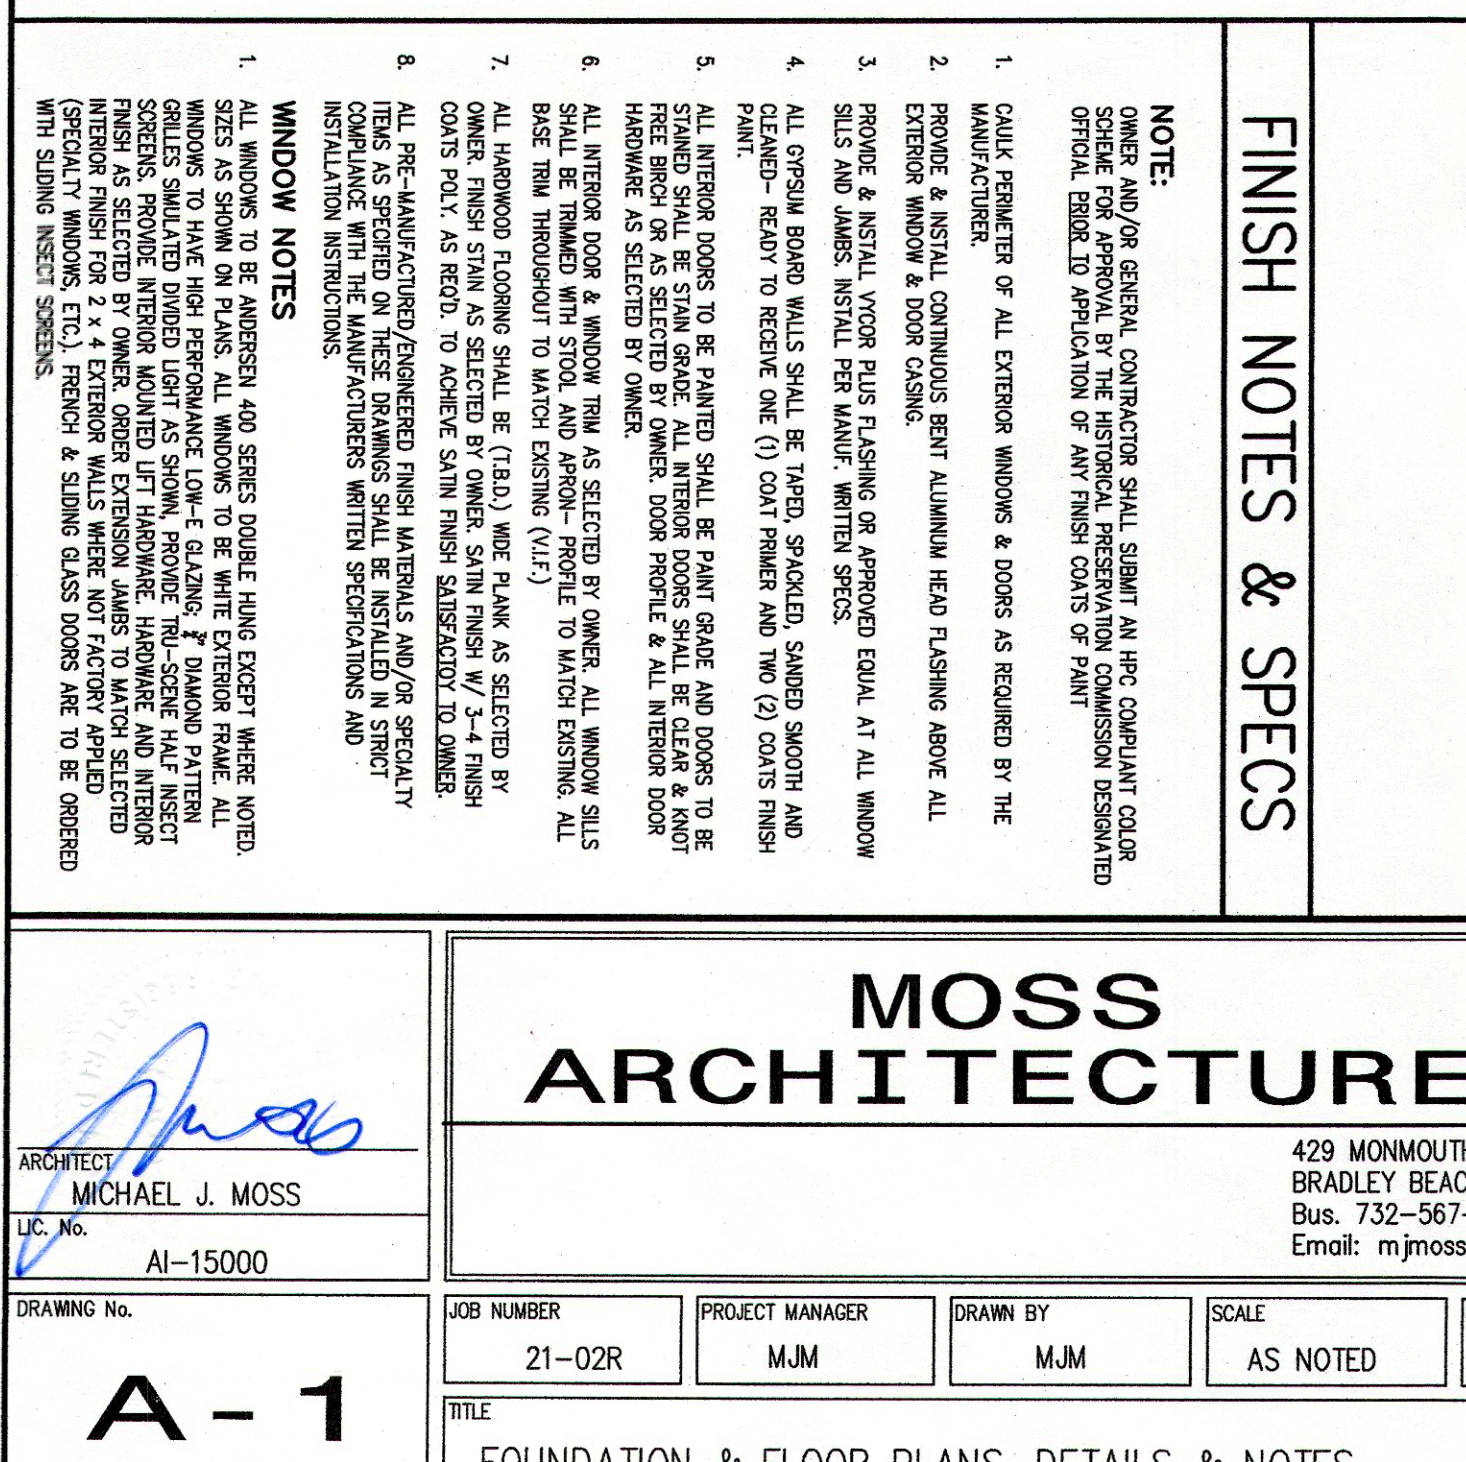 FINISH NOTES & SPECS
NOTE:
OWNER AND/OR GENERAL CONTRACTOR SHALL SUBMIT AN HPC COMPLIANT COLOR
SCHEME FOR APPROVAL BY THE HISTORICAL PRESERVATION COMMISSION DESIGNATED
OFFICIAL PRIOR TO APPLICATION OF ANY FINISH COATS OF PAINT
1. CAULK PERIMETER OF ALL EXTERIOR WINDOWS & DOORS AS REQUIRED BY THE
MANUFACTURER.
2. PROVIDE & INSTALL CONTINUOUS BENT ALUMINUM HEAD FLASHING ABOVE ALL
EXTERIOR WINDOW & DOOR CASING.
3. PROVIDE & INSTALL VYCOR PLUS FLASHING OR APPROVED EQUAL AT ALL WINDOW
SILLS AND JAMBS. INSTALL PER MANUF. WRITTEN SPECS.
4. ALL GYPSUM BOARD WALLS SHALL BE TAPED, SPACKLED, SANDED SMOOTH AND
CLEANED- READY TO RECEIVE ONE (1) COAT PRIMER AND TWO (2) COATS FINISH
PAINT.
5. ALL INTERIOR DOORS TO BE PAINTED SHALL BE PAINT GRADE AND DOORS TO BE
STAINED SHALL BE STAIN GRADE. ALL INTERIOR DOORS SHALL BE CLEAR & KNOT
FREE BIRCH OR AS SELECTED BY OWNER. DOOR PROFILE & ALL INTERIOR DOOR
HARDWARE AS SELECTED BY OWNER.
6. ALL INTERIOR DOOR & WINDOW TRIM AS SELECTED BY OWNER. ALL WINDOW SILLS
SHALL BE TRIMMED WITH STOOL AND APRON- PROFILE TO MATCH EXISTING. ALL
BASE TRIM THROUGHOUT TO MATCH EXISTING (V.I.F.)
7. ALL HARDWOOD FLOORING SHALL BE (T.B.D.) WIDE PLANK AS SELECTED BY
OWNER. FINISH STAIN AS SELECTED BY OWNER. SATIN FINISH W/ 3-4 FINISH
COATS POLY. AS REQ'D. TO ACHIEVE SATIN FINISH SATISFACTOY TO OWNER.
8. ALL PRE-MANUFACTURED/ENGINEERED FINISH MATERIALS AND/OR SPECIALTY
ITEMS AS SPECIFIED ON THESE DRAWINGS SHALL BE INSTALLED IN STRICT
COMPLIANCE WITH THE MANUFACTURERS WRITTEN SPECIFICATIONS AND
INSTALLATION INSTRUCTIONS.
WINDOW NOTES
1. ALL WINDOWS TO BE ANDERSEN 400 SERIES DOUBLE HUNG EXCEPT WHERE NOTED.
SIZES AS SHOWN ON PLANS. ALL WINDOWS TO BE WHITE EXTERIOR FRAME. ALL
WINDOWS TO HAVE HIGH PERFORMANCE LOW-E GLAZING; DIAMOND PATTERN
GRILLES SIMULATED DIVIDED LIGHT AS SHOWN, PROVIDE TRU-SCENE HALF INSECT
SCREENS. PROVIDE INTERIOR MOUNTED LIFT HARDWARE. HARDWARE AND INTERIOR
FINISH AS SELECTED BY OWNER. ORDER EXTENSION JAMBS TO MATCH SELECTED
INTERIOR FINISH FOR 2 x 4 EXTERIOR WALLS WHERE NOT FACTORY APPLIED
(SPECIALTY WINDOWS, ETC.). FRENCH & SLIDING GLASS DOORS ARE TO BE ORDERED
WITH SLIDING INSECT SCREENS.
MOSS
ARCHITECTURE
429 MONMOUTH
BRADLEY BEAC
Bus. 732-567-
Email: mjmoss
ARCHITECT
MICHAEL J. MOSS
LIC. No.
AI-15000
DRAWING No.
A-1
JOB NUMBER
21-02R
PROJECT MANAGER
MJM
DRAWN BY
MJM
SCALE
AS NOTED
TITLE
FOUNDATION & FLOOR PLANS, DETAILS & NOTES